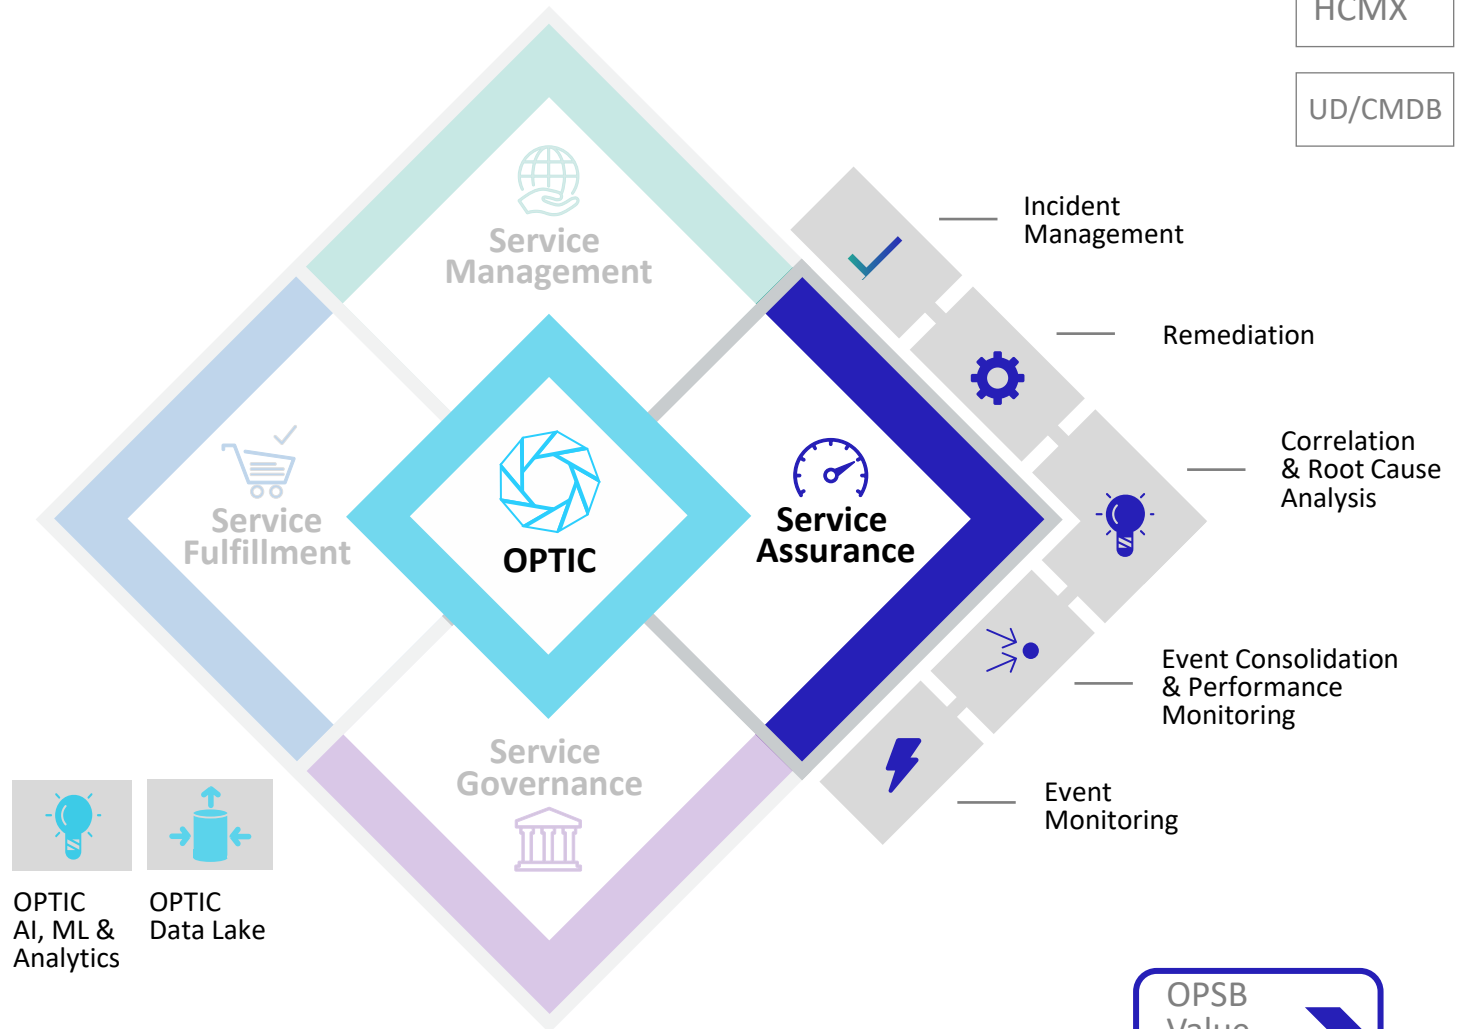 HCMX
UD/CMDB
Incident
Management
Remediation
Correlation
& Root Cause
Analysis
Event Consolidation
& Performance
Monitoring
Event
Monitoring
Service
Management
Service
Fulfillment
OPTIC
Service
Assurance
Service
Governance
OPTIC
AI, ML &
Analytics
OPTIC
Data Lake
OPSB
Value